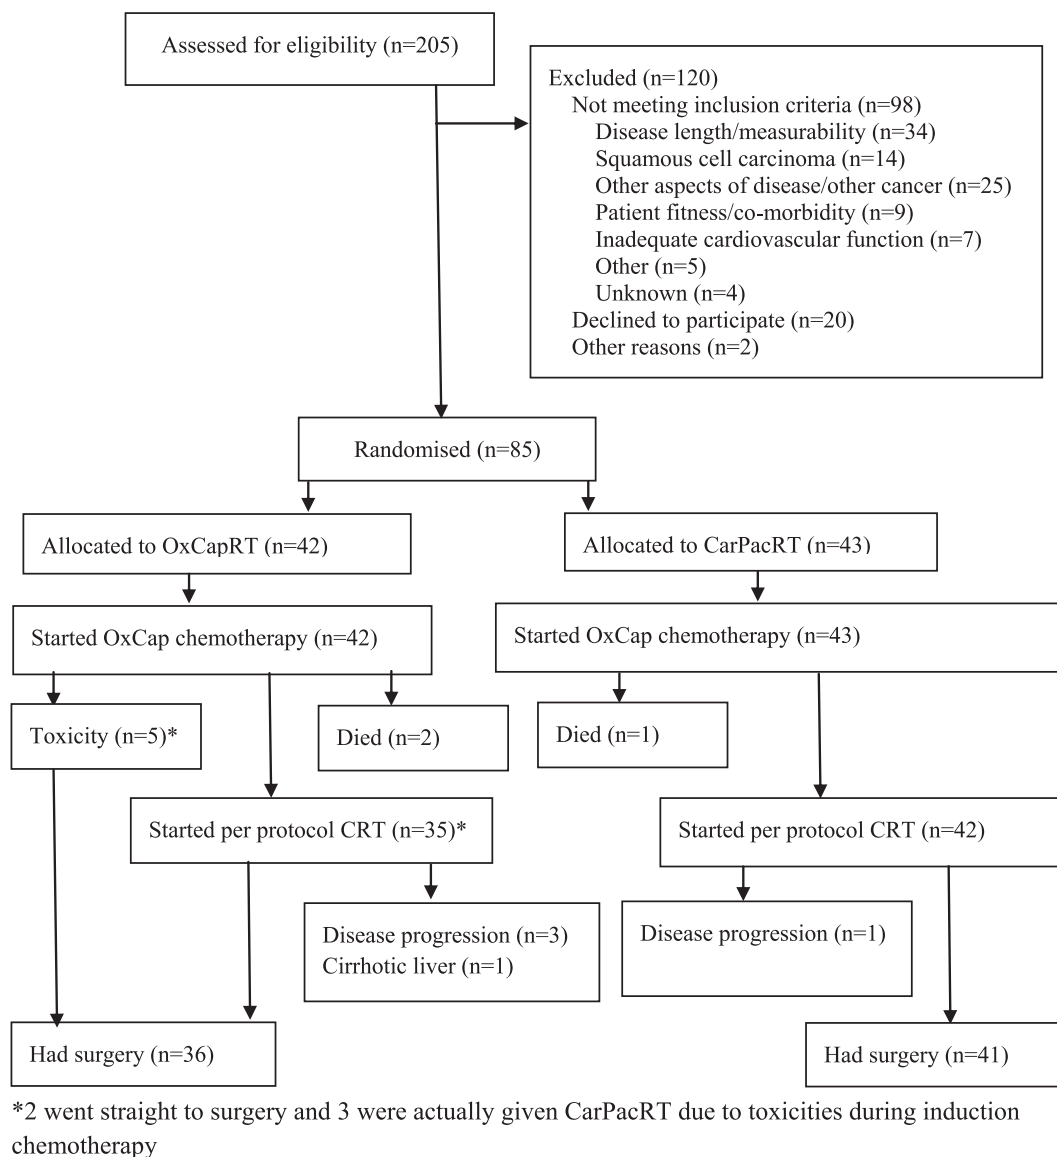 Assessed for eligibility (n=205)
Excluded (n=120)
Not meeting inclusion criteria (n=98)
Disease length/measurability (n=34)
Squamous cell carcinoma (n=14)
Other aspects of disease/other cancer (n=25)
Patient fitness/co-morbidity (n=9)
Inadequate cardiovascular function (n=7)
Other (n=5)
Unknown (n=4)
Declined to participate (n=20)
Other reasons (n=2)
Randomised (n=85)
Allocated to OxCapRT (n=42)
Allocated to CarPacRT (n=43)
Started OxCap chemotherapy (n=42)
Started OxCap chemotherapy (n=43)
Toxicity (n=5)*
Died (n=2)
Died (n=1)
Started per protocol CRT (n=35)*
Started per protocol CRT (n=42)
Disease progression (n=3)
Cirrhotic liver (n=1)
Disease progression (n=1)
Had surgery (n=36)
Had surgery (n=41)
*2 went straight to surgery and 3 were actually given CarPacRT due to toxicities during induction
chemotherapy